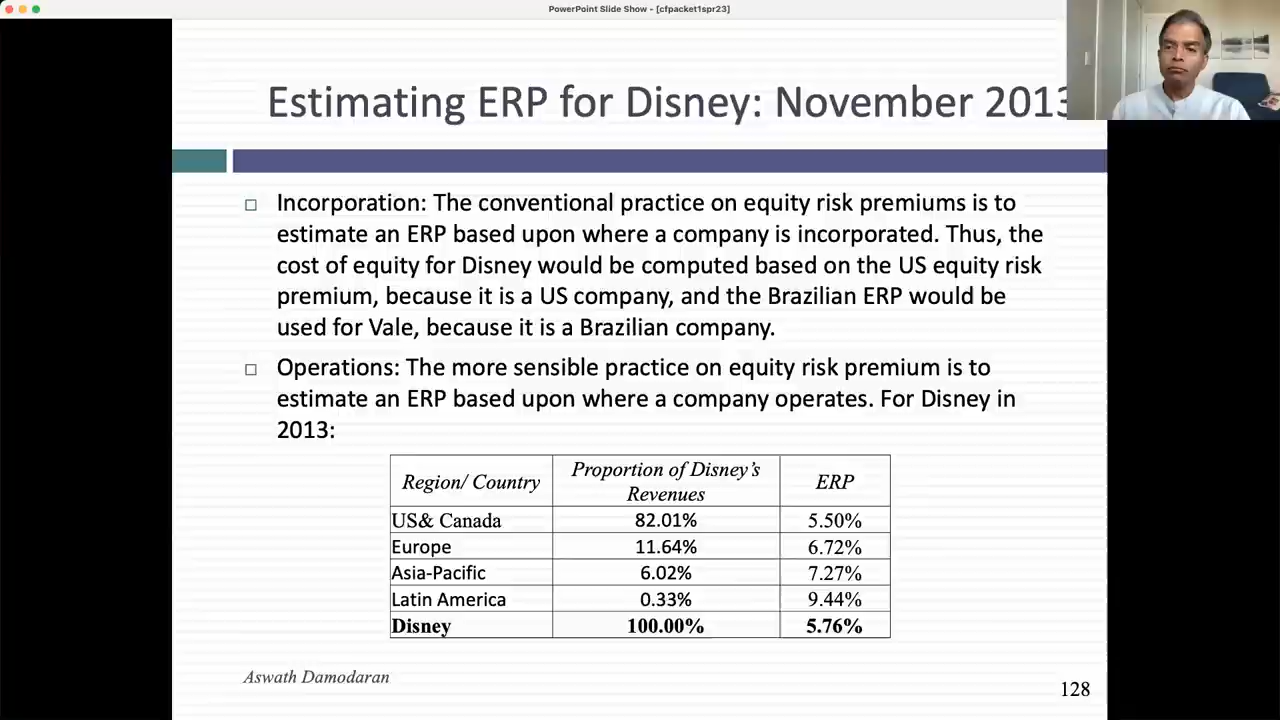 PowerPoint Slide Show - [cfpacket1spr23]
Estimating ERP for Disney: November 2013
Incorporation: The conventional practice on equity risk premiums is to
estimate an ERP based upon where a company is incorporated. Thus, the
cost of equity for Disney would be computed based on the US equity risk
premium, because it is a US company, and the Brazilian ERP would be
used for Vale, because it is a Brazilian company.
Operations: The more sensible practice on equity risk premium is to
estimate an ERP based upon where a company operates. For Disney in
2013:
Region/ Country Proportion of Disney's Revenues ERP
US& Canada 82.01% 5.50%
Europe 11.64% 6.72%
Asia-Pacific 6.02% 7.27%
Latin America 0.33% 9.44%
Disney 100.00% 5.76%
Aswath Damodaran
128